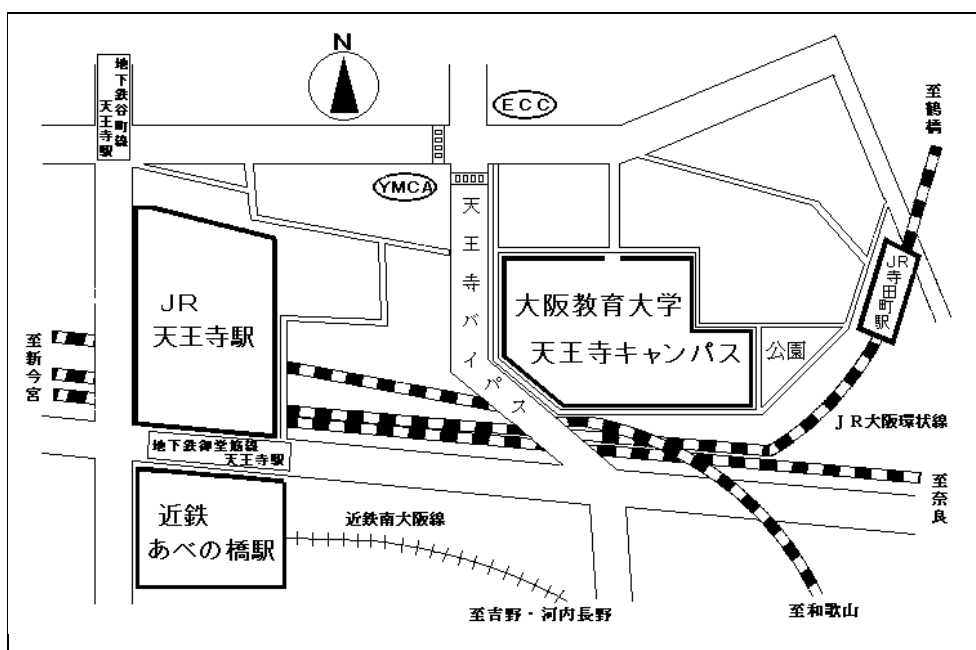 N
地下鉄谷町線
天王寺駅
ECC
至鶴橋
YMCA
天王寺バイパス
JR
天王寺駅
大阪教育大学
天王寺キャンパス
公園
JR寺田町駅
至新今宮
JR大阪環状線
地下鉄御堂筋線
天王寺駅
至奈良
近鉄
あべの橋駅
近鉄南大阪線
至吉野・河内長野
至和歌山